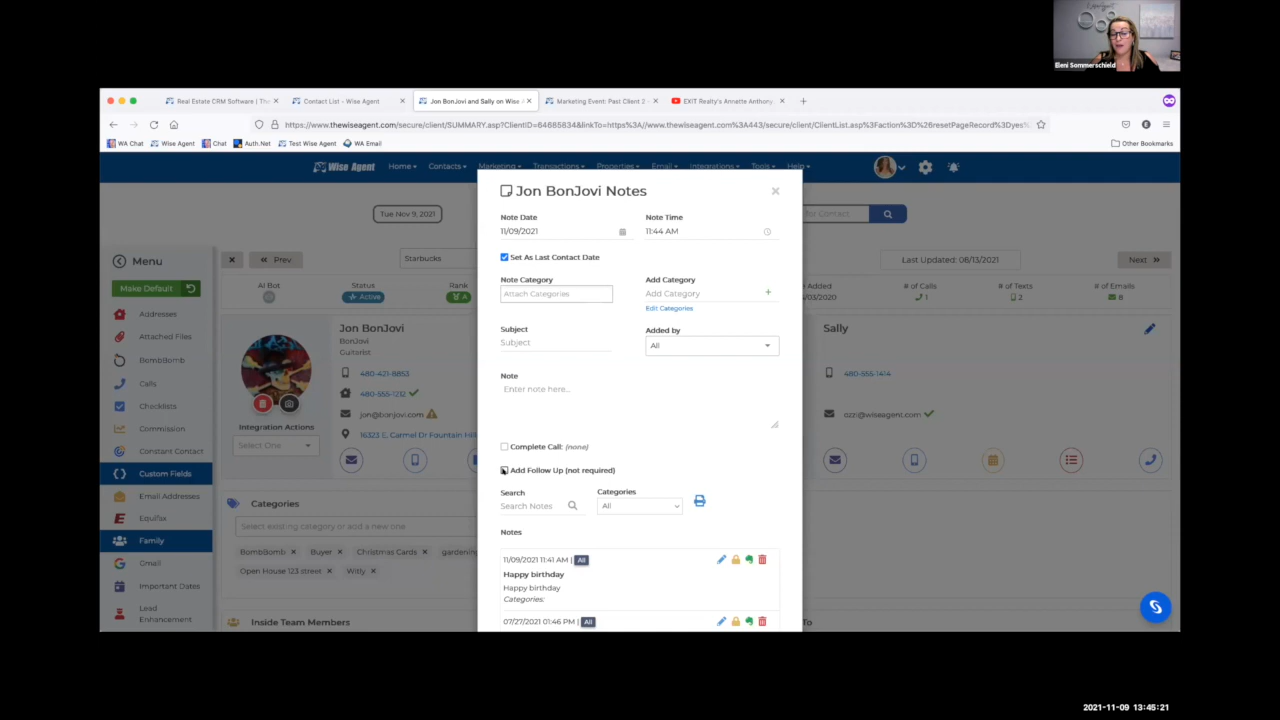 Eleni Sommerschield
Real Estate CRM Software | Th
Contact List - Wise Agent
Jon BonJovi and Sally on Wise
Marketing Event: Past Client 2 -
EXIT Realty's Annette Anthony
https://www.thewiseagent.com/secure/client/SUMMARY.asp?ClientID=64685834&linkTo=https%3A//www.thewiseagent.com%3A443/secure/client/ClientList.asp%3Faction%3D%26resetPageRecord%3Dyes
WA Chat
Wise Agent
Chat
Auth.Net
Test Wise Agent
WA Email
Other Bookmarks
Wise Agent
Home
Contacts
Marketing
Transactions
Properties
Email
Integrations
Tools
Help
Tue Nov 9, 2021
for Contact
Menu
Prev
Starbucks
Last Updated: 08/13/2021
Next
Make Default
AI Bot
Status
Active
Rank
A
Added
/03/2020
# of Calls
1
# of Texts
2
# of Emails
8
Addresses
Attached Files
BombBomb
Calls
Checklists
Commission
Constant Contact
Custom Fields
Email Addresses
Equifax
Family
Gmail
Important Dates
Lead
Enhancement
Jon BonJovi
BonJovi
Guitarist
480-421-8853
480-555-1212
jon@bonjovi.com
16323 E. Carmel Dr Fountain Hill
Integration Actions
Select One
Categories
Select existing category or add a new one
BombBomb
Buyer
Christmas Cards
gardening
Open House 123 street
Witly
Inside Team Members
Sally
480-555-1414
ozzi@wiseagent.com
To
Jon BonJovi Notes
Note Date
11/09/2021
Note Time
11:44 AM
Set As Last Contact Date
Note Category
Attach Categories
Add Category
Add Category
Edit Categories
Subject
Subject
Added by
All
Note
Enter note here...
Complete Call: (none)
Add Follow Up (not required)
Search
Search Notes
Categories
All
Notes
11/09/2021 11:41 AM | All
Happy birthday
Happy birthday
Categories:
07/27/2021 01:46 PM | All
2021-11-09 13:45:21